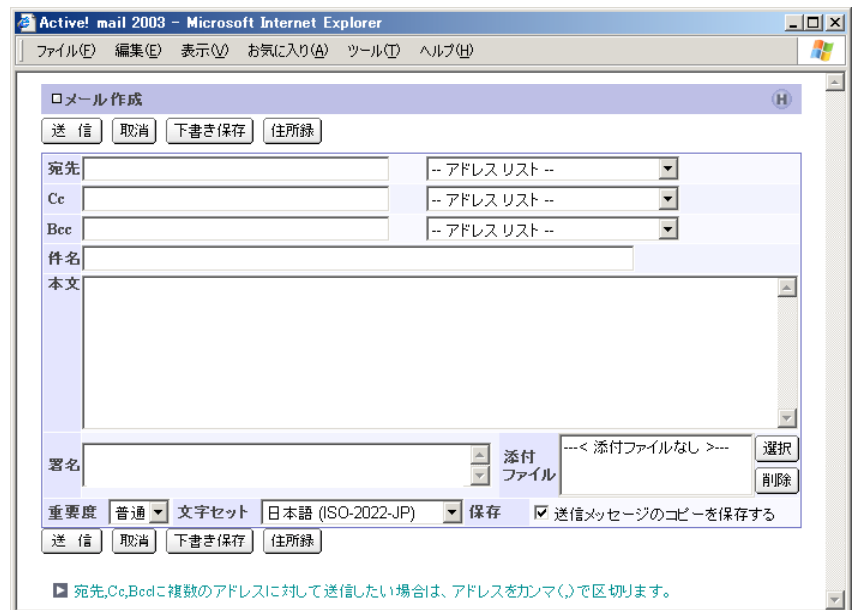 Active! mail 2003 - Microsoft Internet Explorer
ファイル(F) 編集(E) 表示(V) お気に入り(A) ツール(T) ヘルプ(H)
ロメール作成 H
送 信 取消 下書き保存 住所録
宛先 -- アドレス リスト --
Cc -- アドレス リスト --
Bcc -- アドレス リスト --
件名
本文
署名 添付ファイル ---< 添付ファイルなし >--- 選択
削除
重要度 普通 文字セット 日本語 (ISO-2022-JP) 保存 送信メッセージのコピーを保存する
送 信 取消 下書き保存 住所録
宛先,Cc,Bccに複数のアドレスに対して送信したい場合は、アドレスをカンマ(,)で区切ります。